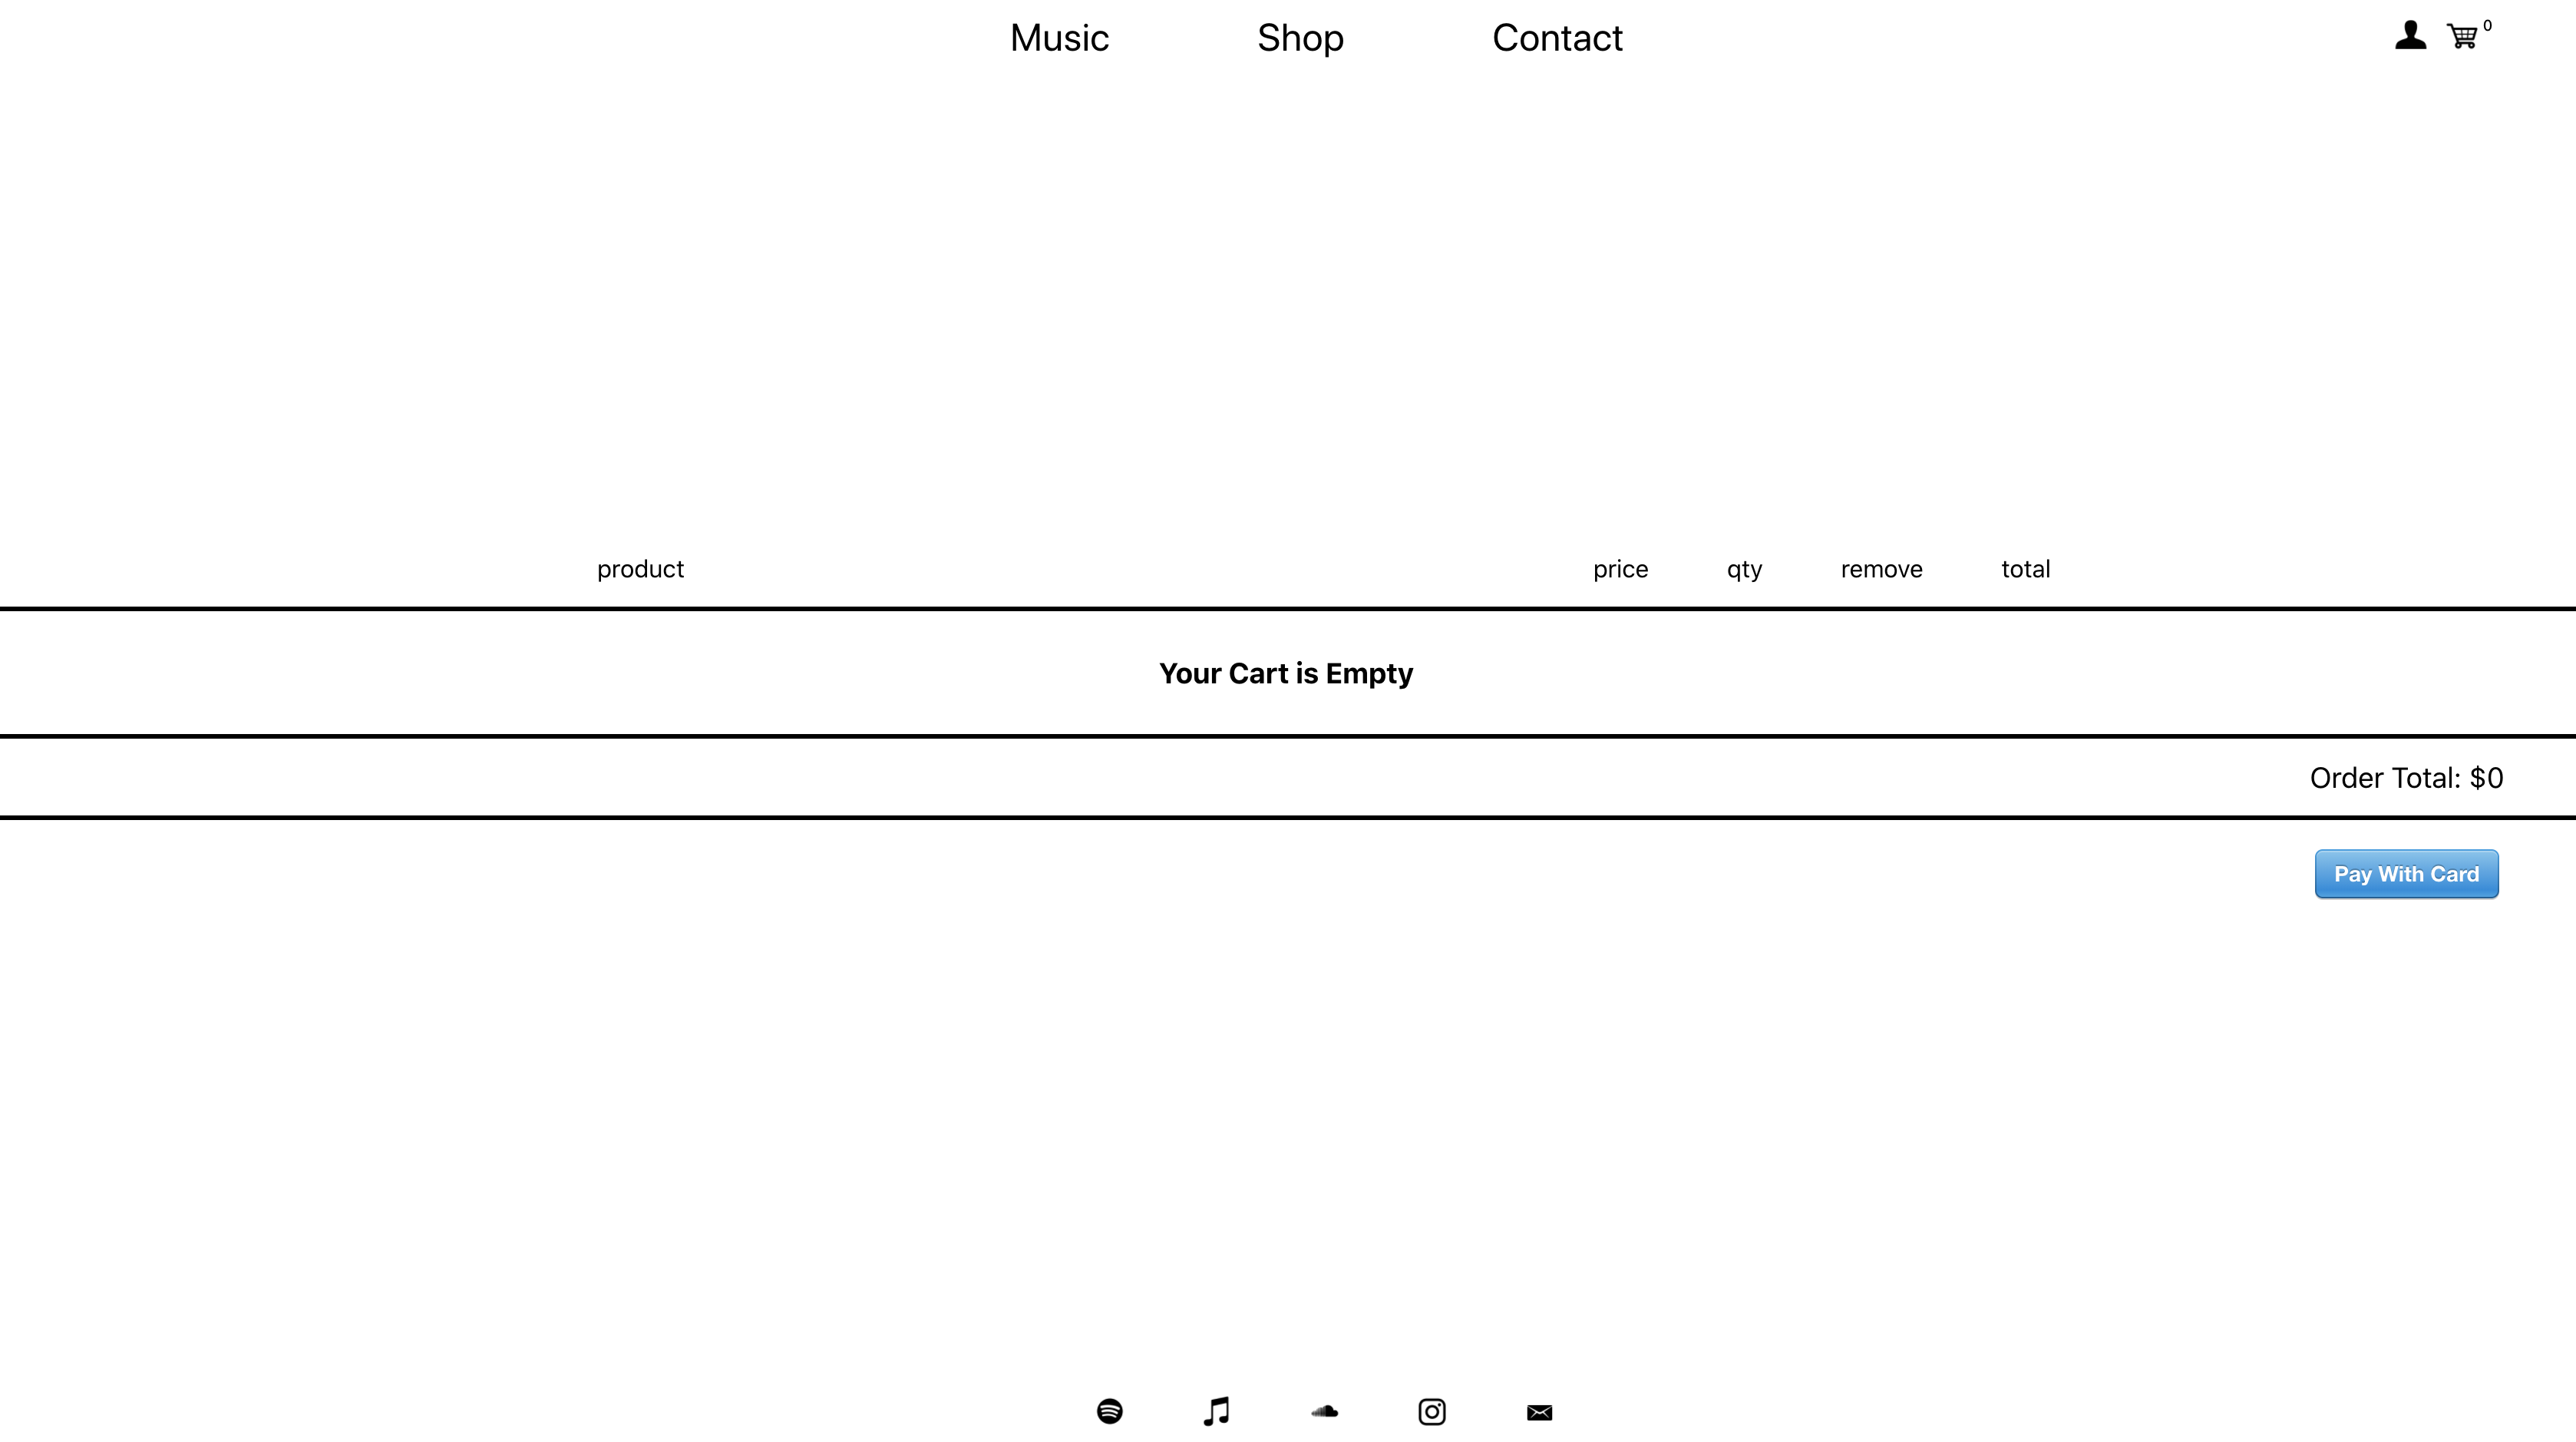 Music Shop Contact 0
product price qty remove total
Your Cart is Empty
Order Total: $0
Pay With Card